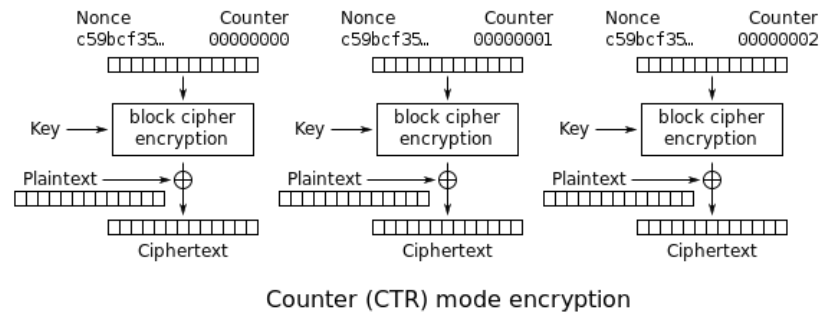 Nonce Counter Nonce Counter Nonce Counter
c59bcf35… 00000000 c59bcf35… 00000001 c59bcf35… 00000002
Key block cipher encryption Key block cipher encryption Key block cipher encryption
Plaintext Plaintext Plaintext
Ciphertext Ciphertext Ciphertext
Counter (CTR) mode encryption